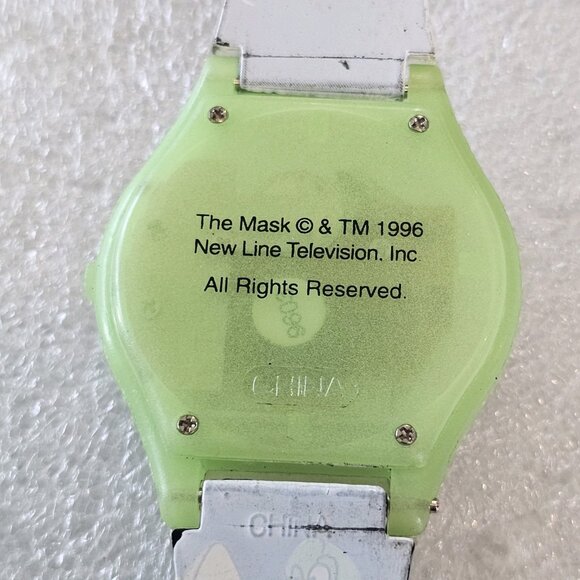 The Mask © & TM 1996
New Line Television, Inc
All Rights Reserved.
CHINA
CHINA